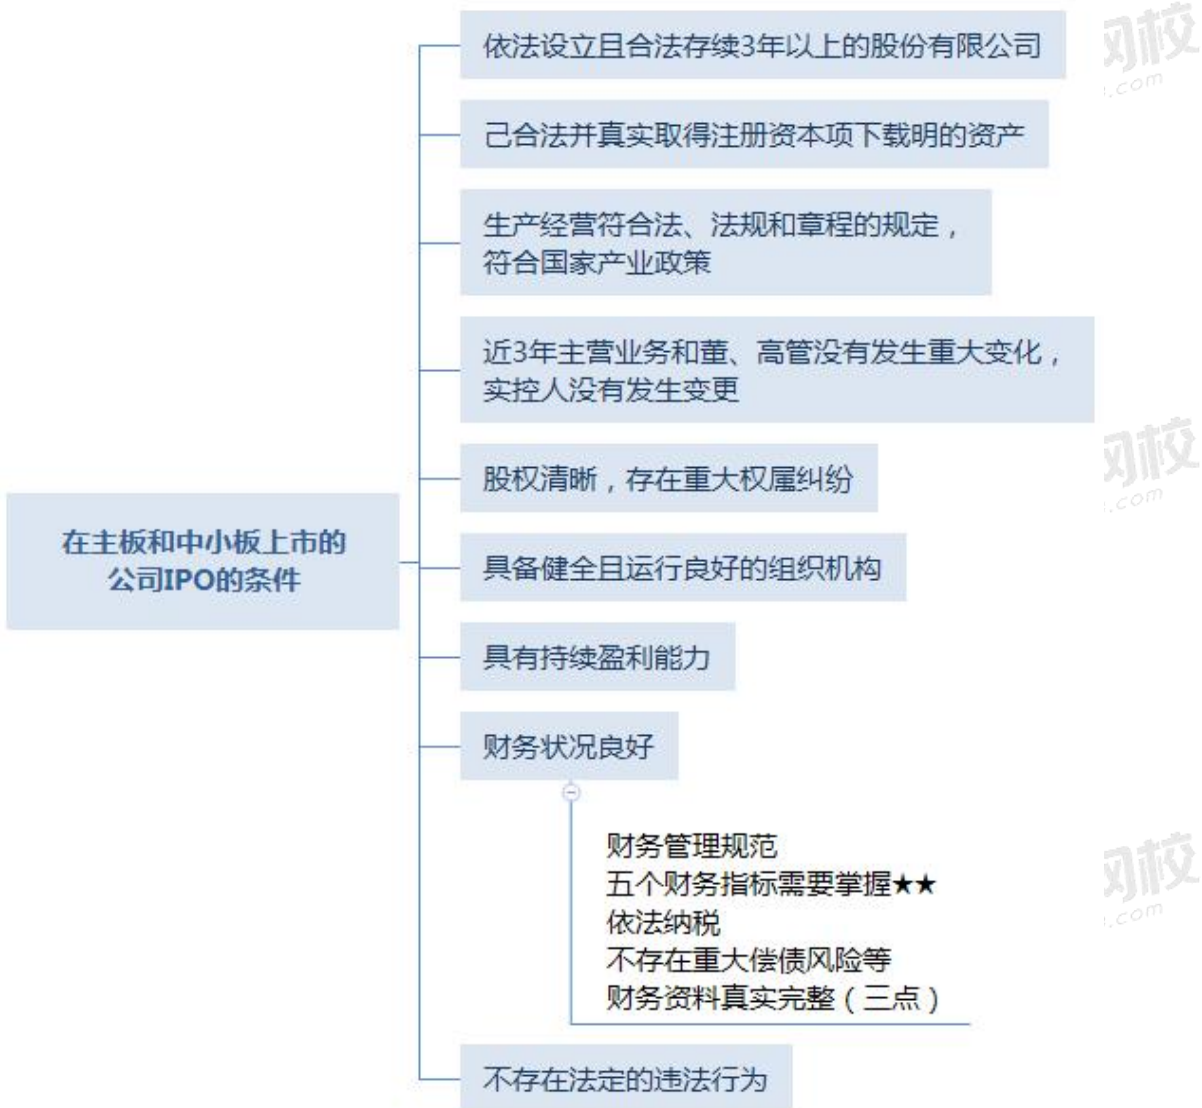 依法设立且合法存续3年以上的股份有限公司
己合法并真实取得注册资本项下载明的资产
生产经营符合法、法规和章程的规定，
符合国家产业政策
近3年主营业务和董、高管没有发生重大变化，
实控人没有发生变更
股权清晰，存在重大权属纠纷
在主板和中小板上市的
公司IPO的条件
具备健全且运行良好的组织机构
具有持续盈利能力
财务状况良好
财务管理规范
五个财务指标需要掌握★★
依法纳税
不存在重大偿债风险等
财务资料真实完整（三点）
不存在法定的违法行为
网校
.com
网校
.com
网校
.com